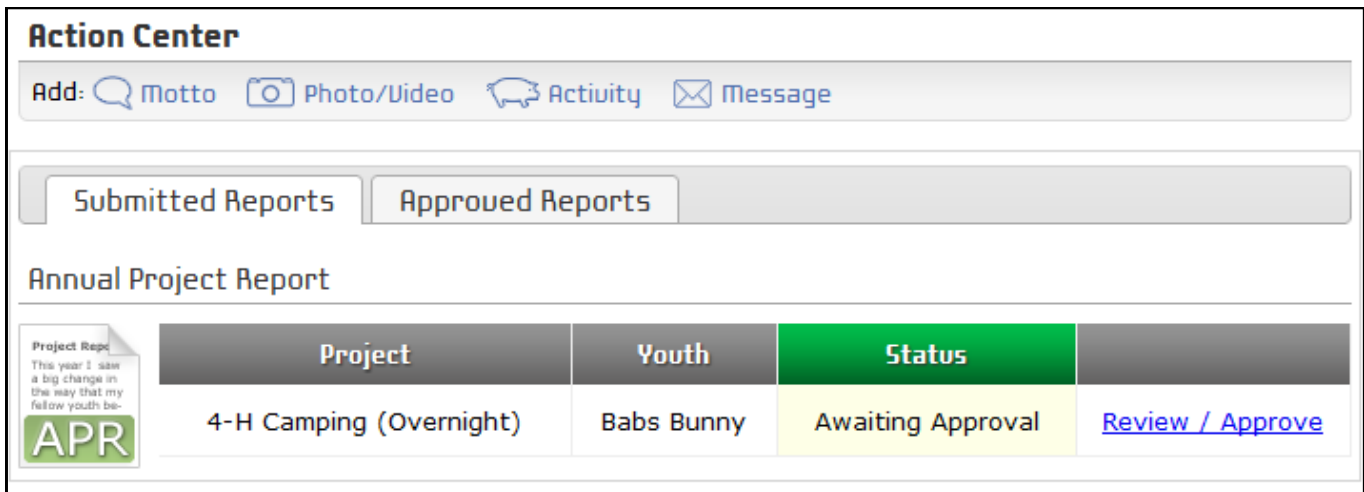 Action Center
Add: Motto Photo/Video Activity Message
Submitted Reports Approved Reports
Annual Project Report
Project Repo
This year I saw
a big change in
the way that my
fellow youth be-
APR
Project Youth Status
4-H Camping (Overnight) Babs Bunny Awaiting Approval Review / Approve